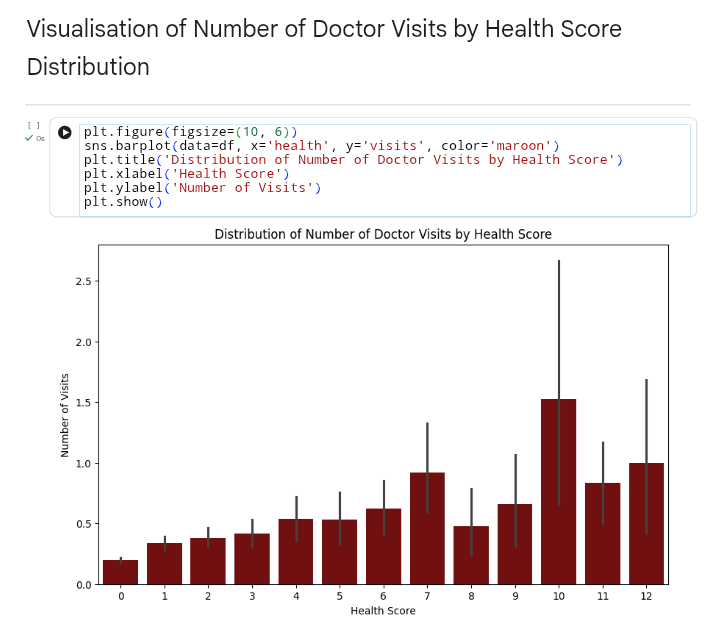 Visualisation of Number of Doctor Visits by Health Score
Distribution
[ ]
0s
plt.figure(figsize=(10, 6))
sns.barplot(data=df, x='health', y='visits', color='maroon')
plt.title('Distribution of Number of Doctor Visits by Health Score')
plt.xlabel('Health Score')
plt.ylabel('Number of Visits')
plt.show()
Distribution of Number of Doctor Visits by Health Score
2.5
2.0
1.5
1.0
0.5
0.0
Number of Visits
0 1 2 3 4 5 6 7 8 9 10 11 12
Health Score